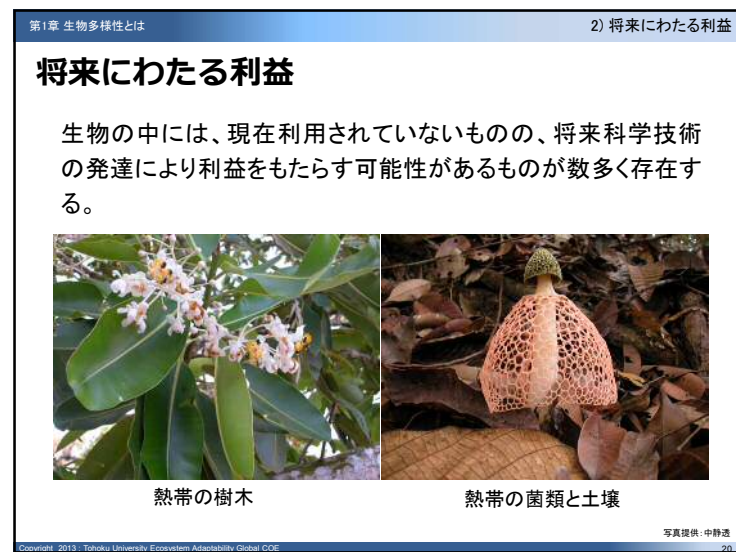 第1章 生物多様性とは
2) 将来にわたる利益
将来にわたる利益
生物の中には、現在利用されていないものの、将来科学技術
の発達により利益をもたらす可能性があるものが数多く存在す
る。
熱帯の樹木
熱帯の菌類と土壌
写真提供:中静透
Copyright 2013 : Tohoku University Ecosystem Adaptability Global COE
20